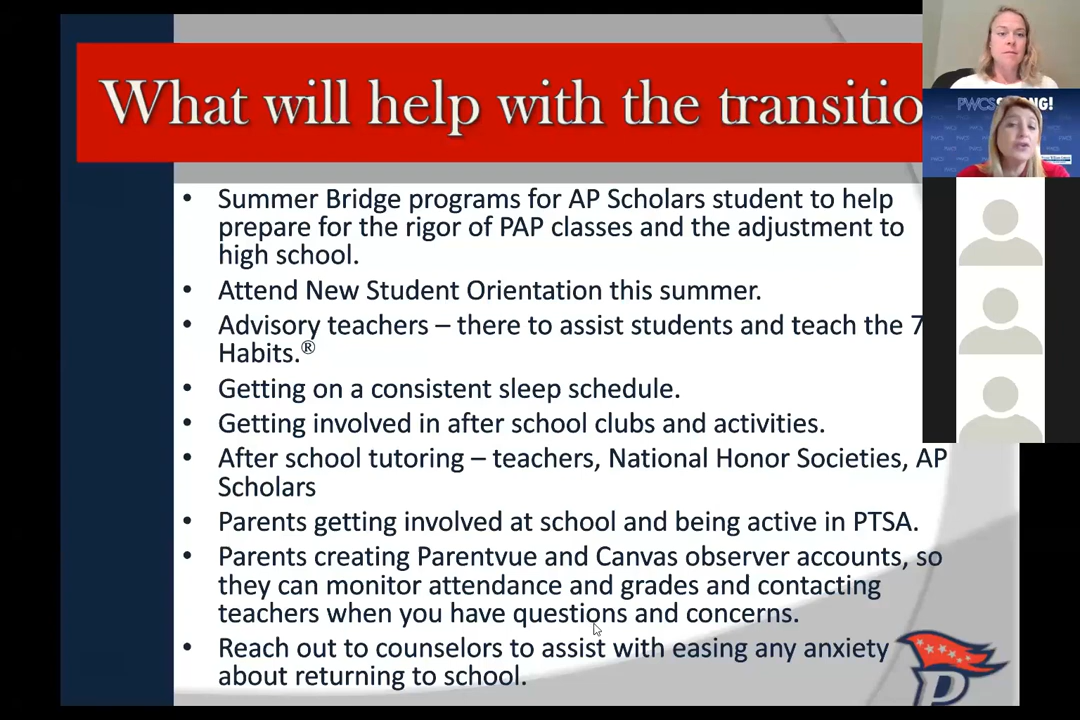 What will help with the transitio
PWCS STRONG!
• Summer Bridge programs for AP Scholars student to help
prepare for the rigor of PAP classes and the adjustment to
high school.
• Attend New Student Orientation this summer.
• Advisory teachers – there to assist students and teach the 7
Habits.®
• Getting on a consistent sleep schedule.
• Getting involved in after school clubs and activities.
• After school tutoring – teachers, National Honor Societies, AP
Scholars
• Parents getting involved at school and being active in PTSA.
• Parents creating Parentvue and Canvas observer accounts, so
they can monitor attendance and grades and contacting
teachers when you have questions and concerns.
• Reach out to counselors to assist with easing any anxiety
about returning to school.
P